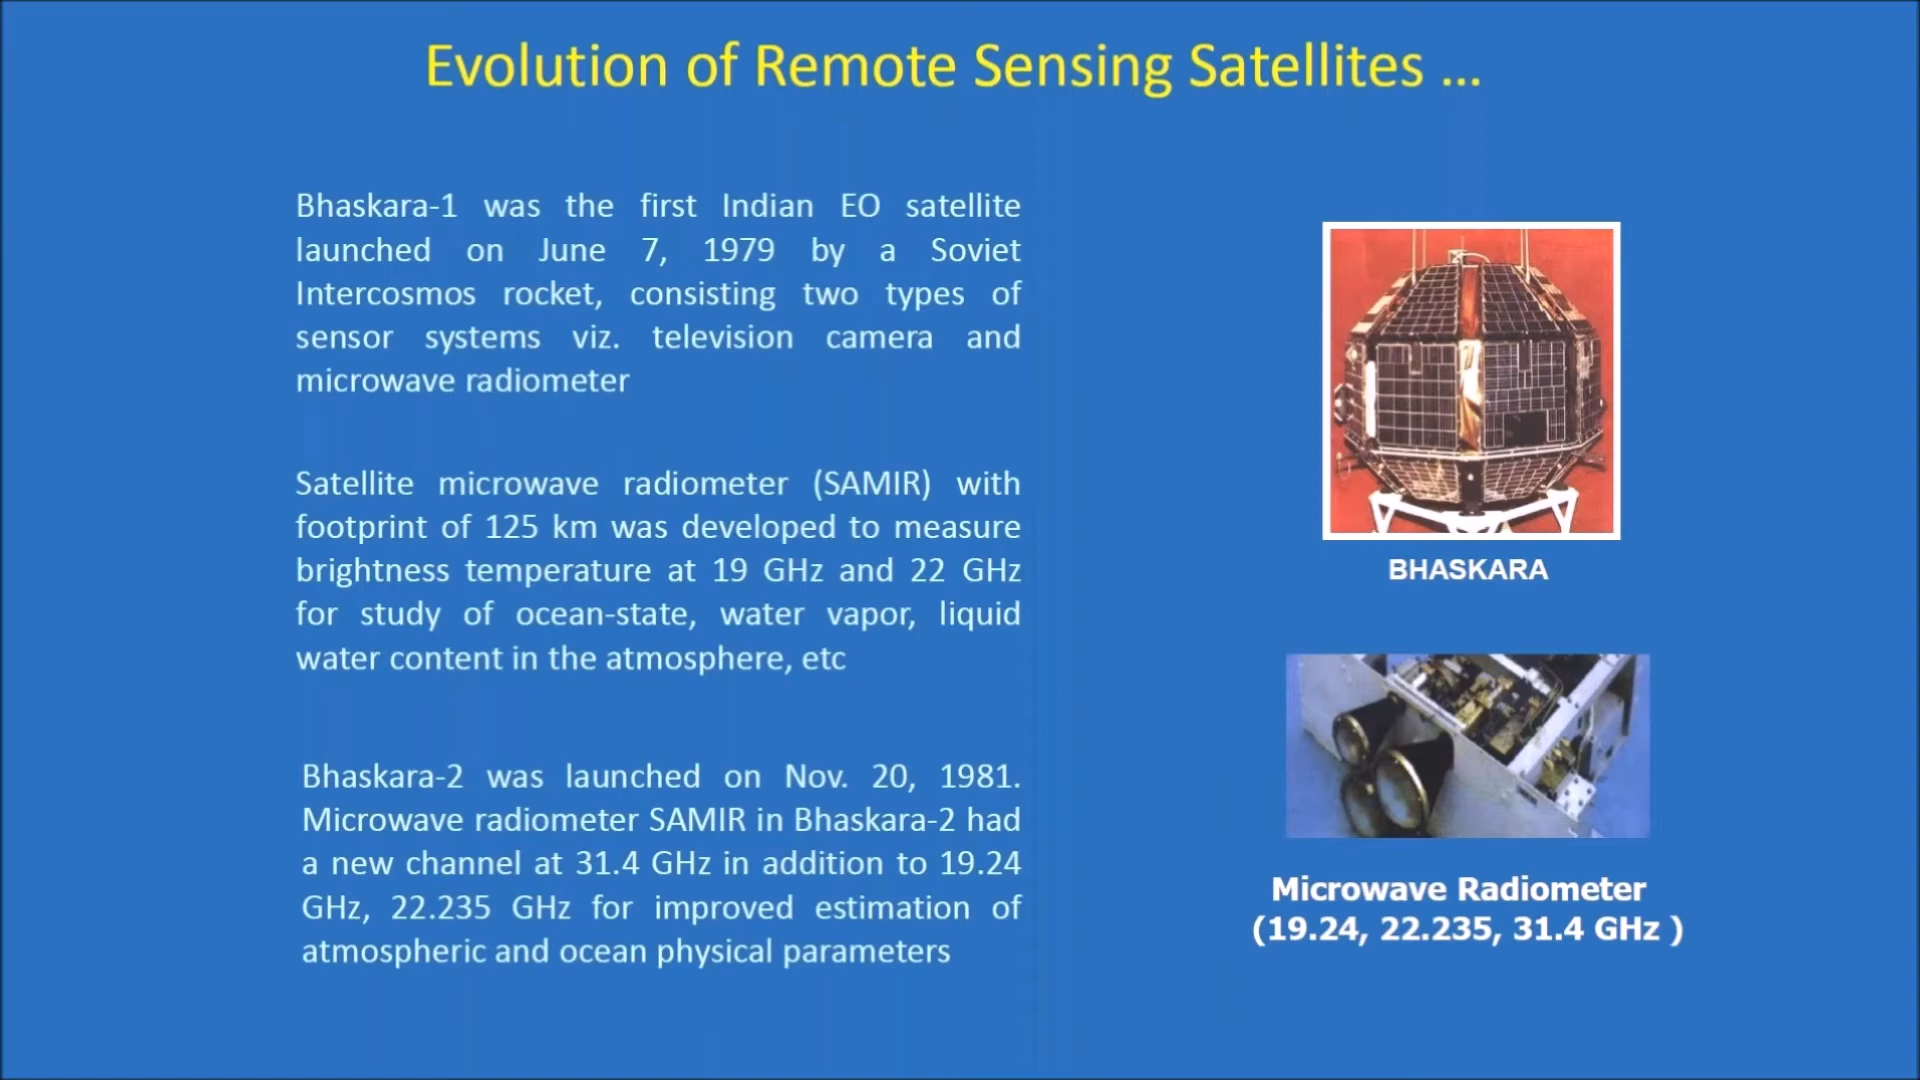 Evolution of Remote Sensing Satellites ...
Bhaskara-1 was the first Indian EO satellite
launched on June 7, 1979 by a Soviet
Intercosmos rocket, consisting two types of
sensor systems viz. television camera and
microwave radiometer
Satellite microwave radiometer (SAMIR) with
footprint of 125 km was developed to measure
brightness temperature at 19 GHz and 22 GHz
for study of ocean-state, water vapor, liquid
water content in the atmosphere, etc
Bhaskara-2 was launched on Nov. 20, 1981.
Microwave radiometer SAMIR in Bhaskara-2 had
a new channel at 31.4 GHz in addition to 19.24
GHz, 22.235 GHz for improved estimation of
atmospheric and ocean physical parameters
BHASKARA
Microwave Radiometer
(19.24, 22.235, 31.4 GHz )